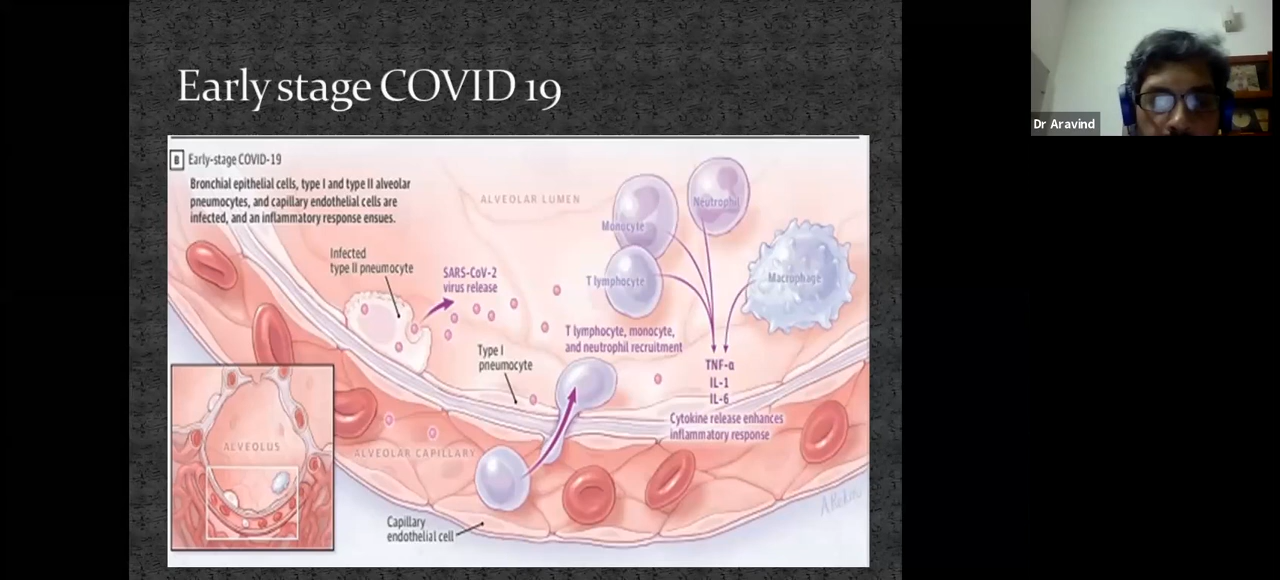 Early stage COVID 19
Dr Aravind
B Early-stage COVID-19
Bronchial epithelial cells, type I and type II alveolar
pneumocytes, and capillary endothelial cells are
infected, and an inflammatory response ensues.
ALVEOLAR LUMEN
Neutrophil
Monocyte
Infected
type II pneumocyte
SARS-CoV-2
virus release
T lymphocyte
Macrophage
T lymphocyte, monocyte,
and neutrophil recruitment
Type I
pneumocyte
TNF-α
IL-1
IL-6
Cytokine release enhances
inflammatory response
ALVEOLUS
ALVEOLAR CAPILLARY
Capillary
endothelial cell